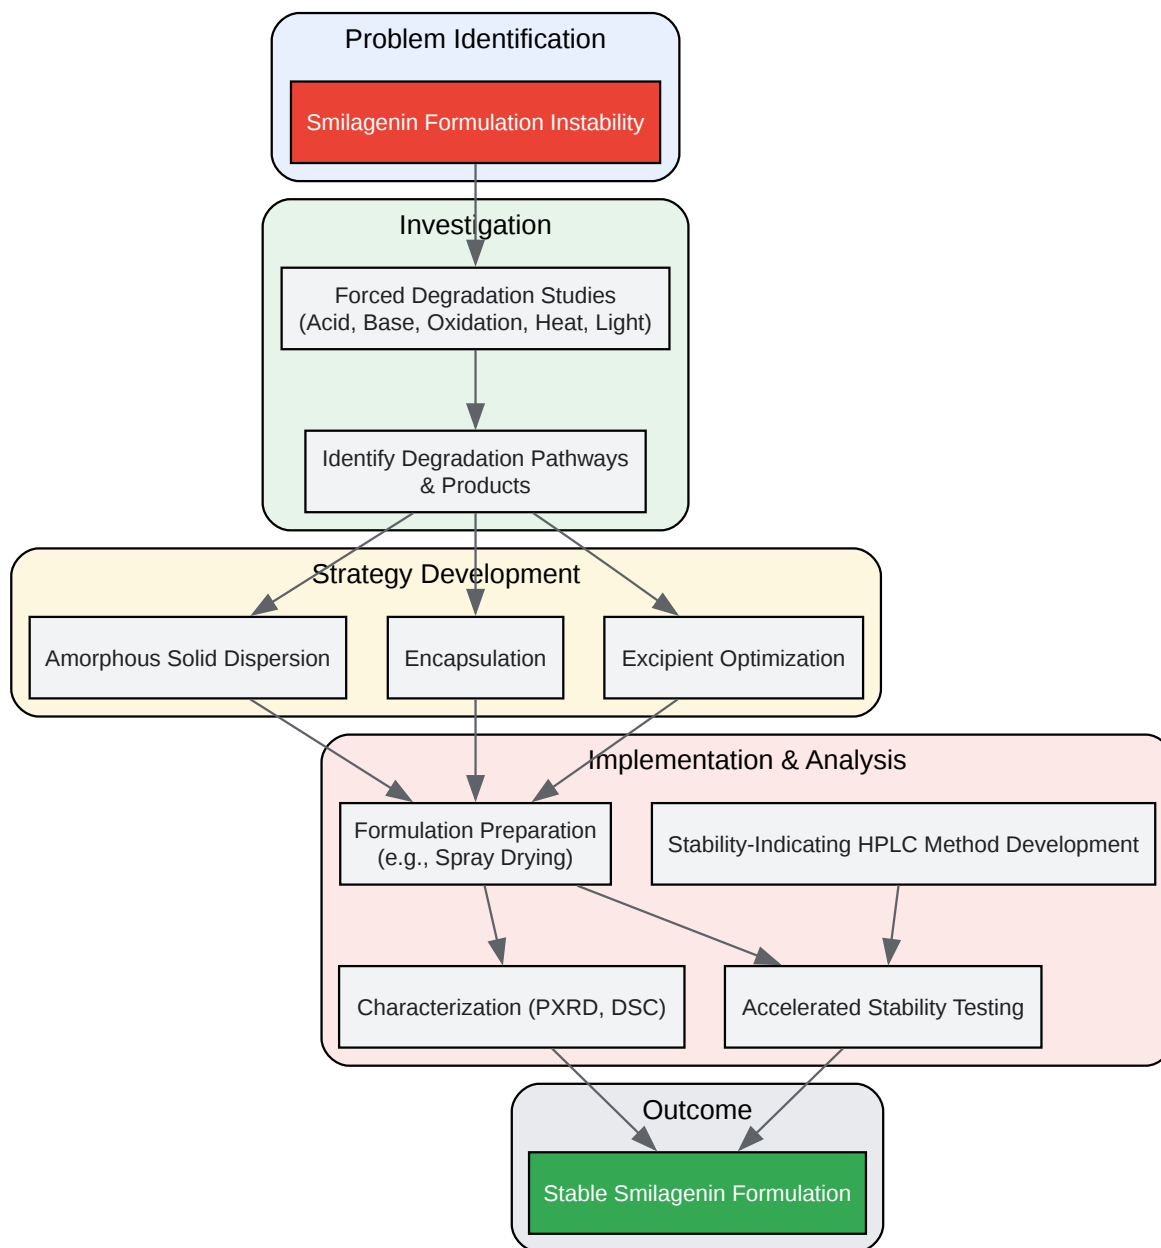 Problem Identification
Smilagenin Formulation Instability
Investigation
Forced Degradation Studies
(Acid, Base, Oxidation, Heat, Light)
Identify Degradation Pathways
& Products
Strategy Development
Amorphous Solid Dispersion
Encapsulation
Excipient Optimization
Implementation & Analysis
Formulation Preparation
(e.g., Spray Drying)
Stability-Indicating HPLC Method Development
Characterization (PXRD, DSC)
Accelerated Stability Testing
Outcome
Stable Smilagenin Formulation